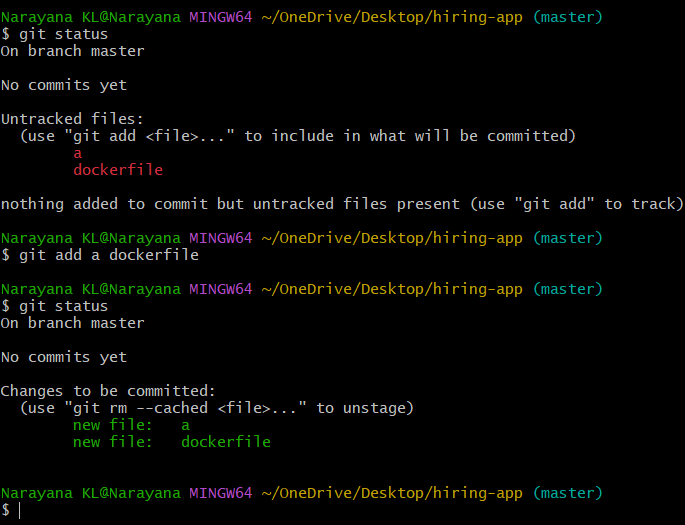 Narayana KL@Narayana MINGW64 ~/OneDrive/Desktop/hiring-app (master)
$ git status
On branch master
No commits yet
Untracked files:
(use "git add <file>..." to include in what will be committed)
a
dockerfile
nothing added to commit but untracked files present (use "git add" to track)
Narayana KL@Narayana MINGW64 ~/OneDrive/Desktop/hiring-app (master)
$ git add a dockerfile
Narayana KL@Narayana MINGW64 ~/OneDrive/Desktop/hiring-app (master)
$ git status
On branch master
No commits yet
Changes to be committed:
(use "git rm --cached <file>..." to unstage)
new file:   a
new file:   dockerfile
Narayana KL@Narayana MINGW64 ~/OneDrive/Desktop/hiring-app (master)
$